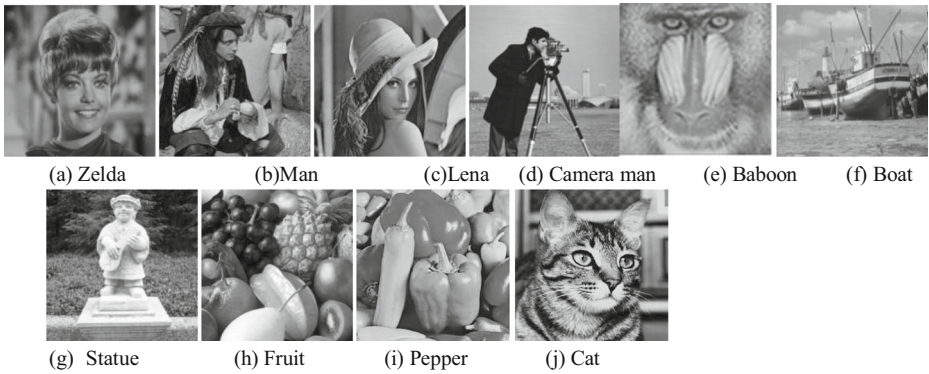 (a) Zelda (b)Man (c)Lena (d) Camera man (e) Baboon (f) Boat
(g) Statue (h) Fruit (i) Pepper (j) Cat